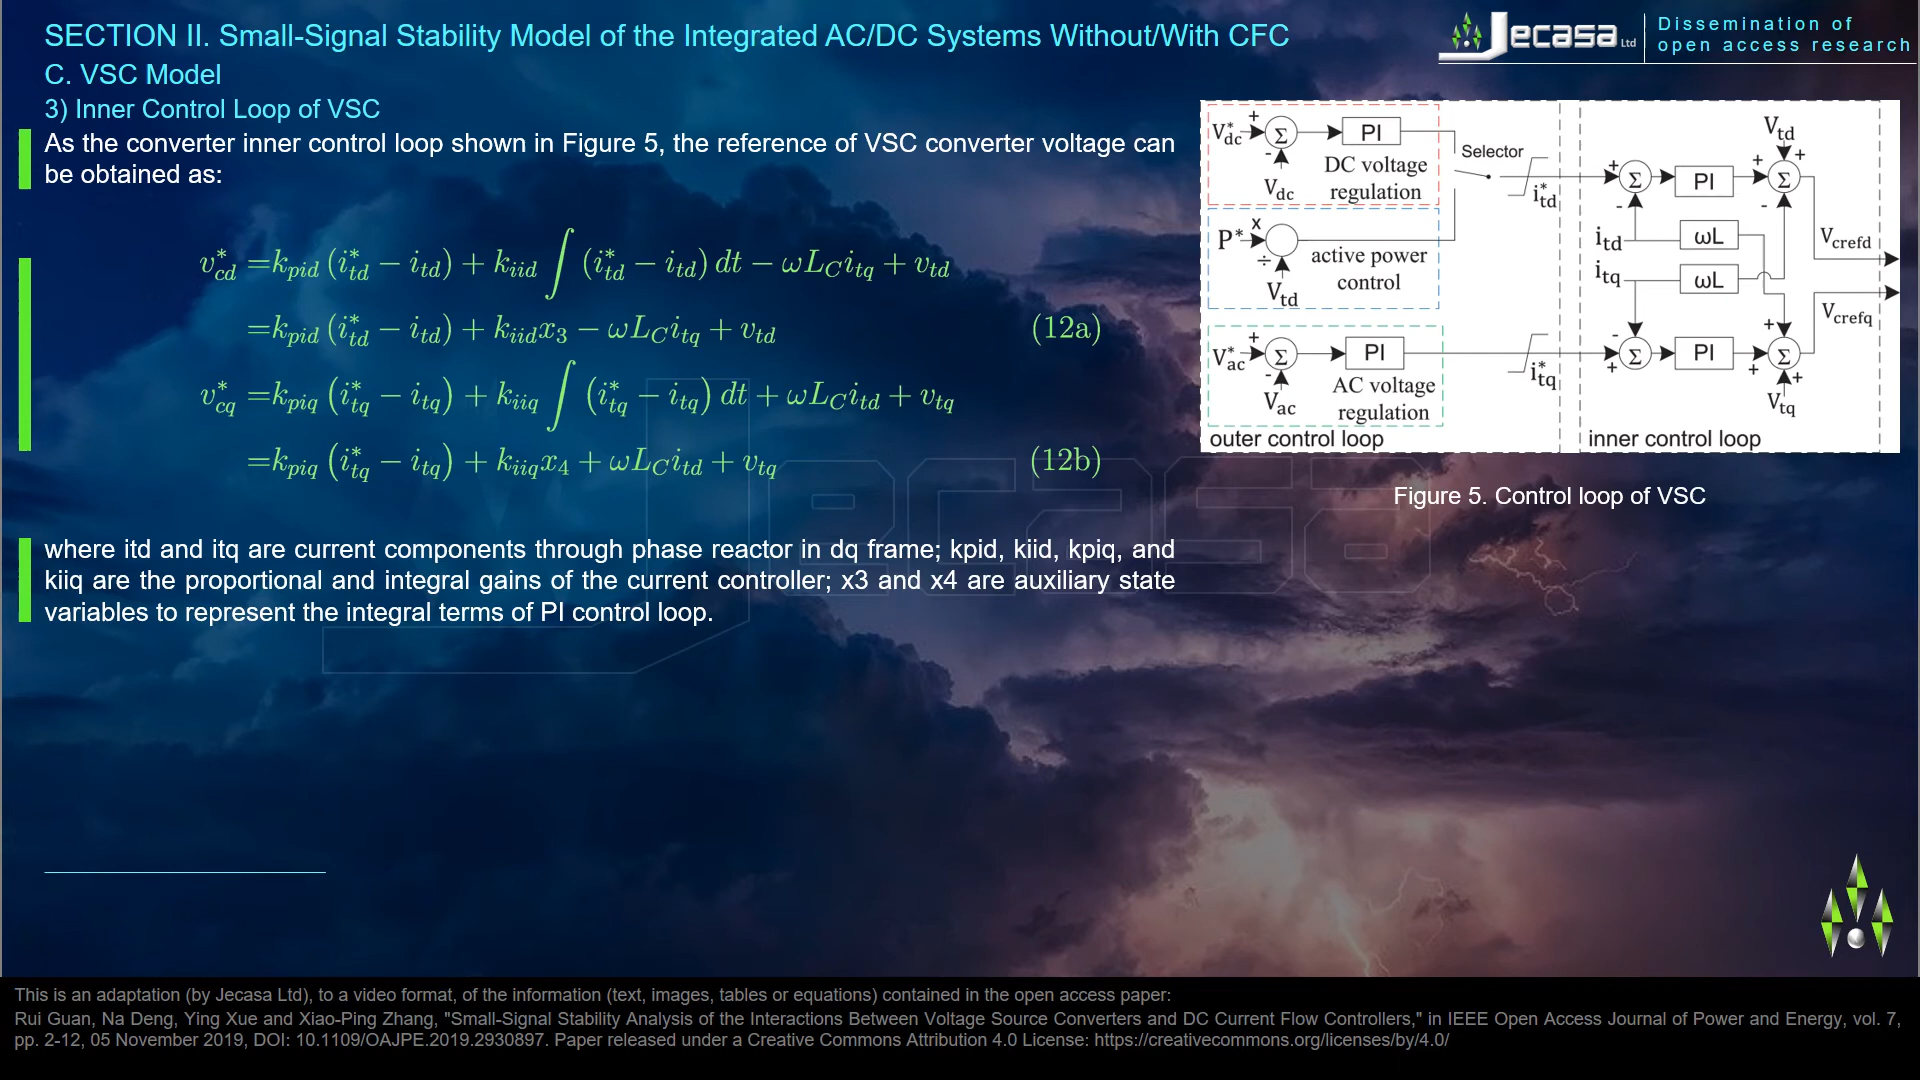 SECTION II. Small-Signal Stability Model of the Integrated AC/DC Systems Without/With CFC
C. VSC Model
3) Inner Control Loop of VSC
Jecasa Ltd
Dissemination of
open access research
As the converter inner control loop shown in Figure 5, the reference of VSC converter voltage can
be obtained as:
v*cd =kpid (i*td − itd) + kiid ∫ (i*td − itd) dt − ωLCitq + vtd
=kpid (i*td − itd) + kiidx3 − ωLCitq + vtd (12a)
v*cq =kpiq (i*tq − itq) + kiiq ∫ (i*tq − itq) dt + ωLCitd + vtq
=kpiq (i*tq − itq) + kiiqx4 + ωLCitd + vtq (12b)
where itd and itq are current components through phase reactor in dq frame; kpid, kiid, kpiq, and
kiiq are the proportional and integral gains of the current controller; x3 and x4 are auxiliary state
variables to represent the integral terms of PI control loop.
V*dc + Σ - PI
Vdc
DC voltage
regulation
Selector
i*td
P* x ÷
Vtd
active power
control
V*ac + Σ - PI
Vac
AC voltage
regulation
i*tq
outer control loop
Vtd
+ Σ - PI + Σ + -
itd ωL
itq ωL
Vcrefd
Vcrefq
- Σ + PI + Σ + +
Vtq
inner control loop
Figure 5. Control loop of VSC
Jecasa
This is an adaptation (by Jecasa Ltd), to a video format, of the information (text, images, tables or equations) contained in the open access paper:
Rui Guan, Na Deng, Ying Xue and Xiao-Ping Zhang, "Small-Signal Stability Analysis of the Interactions Between Voltage Source Converters and DC Current Flow Controllers," in IEEE Open Access Journal of Power and Energy, vol. 7,
pp. 2-12, 05 November 2019, DOI: 10.1109/OAJPE.2019.2930897. Paper released under a Creative Commons Attribution 4.0 License: https://creativecommons.org/licenses/by/4.0/